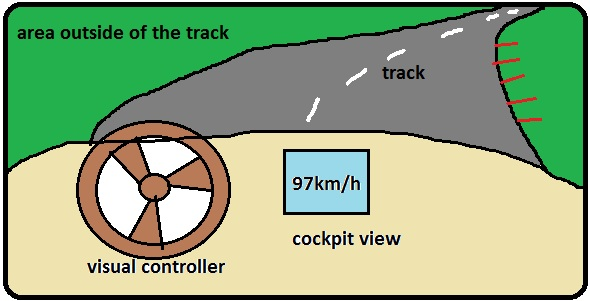 area outside of the track
track
97km/h
cockpit view
visual controller